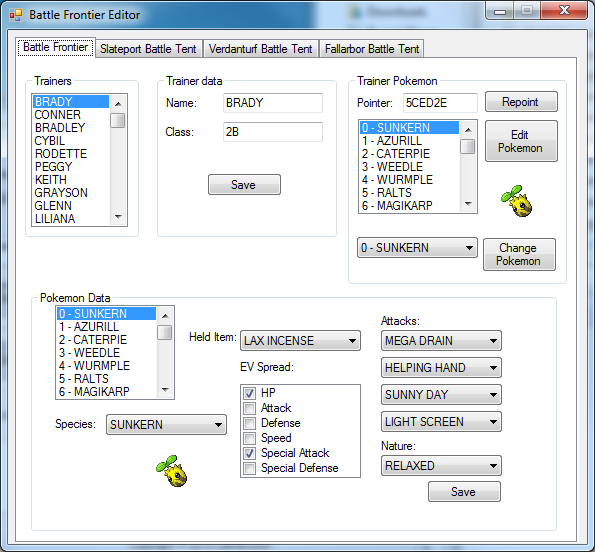 Battle Frontier Editor
Battle Frontier
Slateport Battle Tent
Verdanturf Battle Tent
Fallarbor Battle Tent
Trainers
BRADY
CONNER
BRADLEY
CYBIL
RODETTE
PEGGY
KEITH
GRAYSON
GLENN
LILIANA
Trainer data
Name:
BRADY
Class:
2B
Save
Trainer Pokemon
Pointer:
5CED2E
Repoint
0 - SUNKERN
1 - AZURILL
2 - CATERPIE
3 - WEEDLE
4 - WURMPLE
5 - RALTS
6 - MAGIKARP
Edit
Pokemon
0 - SUNKERN
Change
Pokemon
Pokemon Data
0 - SUNKERN
1 - AZURILL
2 - CATERPIE
3 - WEEDLE
4 - WURMPLE
5 - RALTS
6 - MAGIKARP
Species:
SUNKERN
Held Item:
LAX INCENSE
EV Spread:
HP
Attack
Defense
Speed
Special Attack
Special Defense
Attacks:
MEGA DRAIN
HELPING HAND
SUNNY DAY
LIGHT SCREEN
Nature:
RELAXED
Save